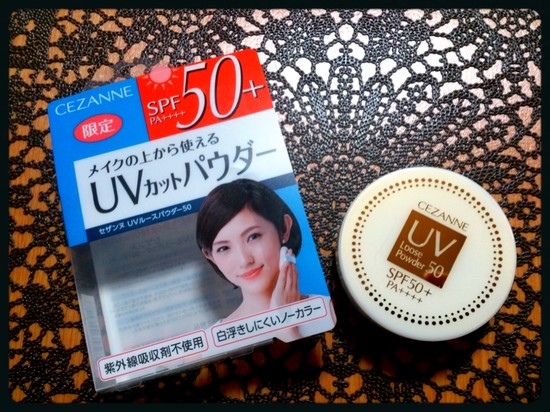 CEZANNE
限定
SPF50+
PA++++
メイクの上から使える
UVカットパウダー
セザンヌ UVルースパウダー50
紫外線吸収剤不使用
白浮きしにくいノーカラー
CEZANNE
UV
Loose
Powder 50
SPF50+
PA++++